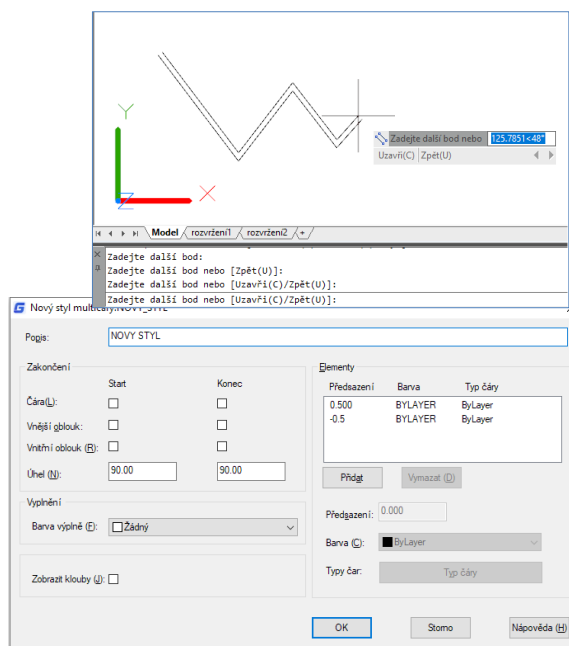 Y
X
Z
Zadejte další bod nebo 125.7851<48°
Uzavři(C) Zpět(U)
Model rozvržení1 rozvržení2 +
Zadejte další bod:
Zadejte další bod nebo [Zpět(U)]:
Zadejte další bod nebo [Uzavři(C)/Zpět(U)]:
Zadejte další bod nebo [Uzavři(C)/Zpět(U)]:
Nový styl multičáry:NOVY_STYL
Popis: NOVY STYL
Zakončení
Start Konec
Čára(L):
Vnější oblouk:
Vnitřní oblouk (R):
Úhel (N): 90.00 90.00
Vyplnění
Barva výplně (F): Žádný
Zobrazit klouby (J):
Elementy
Předsazení Barva Typ čáry
0.500 BYLAYER ByLayer
-0.5 BYLAYER ByLayer
Přidat Vymazat (D)
Předsazení: 0.000
Barva (C): ByLayer
Typy čar: Typ čáry
OK Storno Nápověda (H)